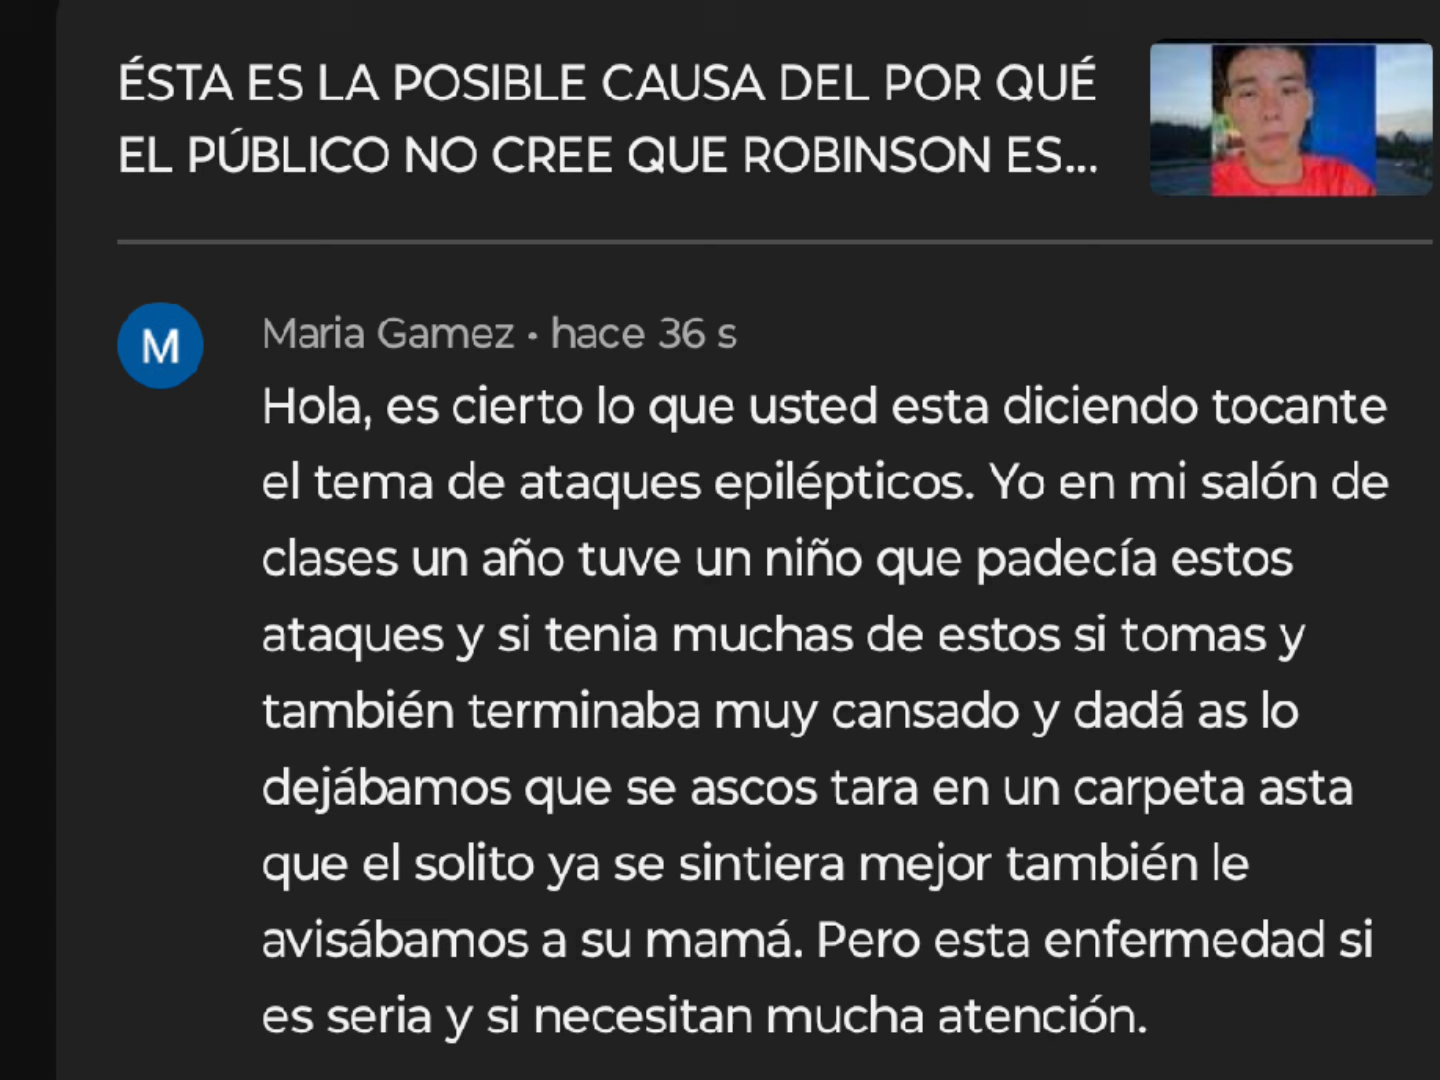 ÉSTA ES LA POSIBLE CAUSA DEL POR QUÉ
EL PÚBLICO NO CREE QUE ROBINSON ES...
M
Maria Gamez • hace 36 s
Hola, es cierto lo que usted esta diciendo tocante
el tema de ataques epilépticos. Yo en mi salón de
clases un año tuve un niño que padecía estos
ataques y si tenia muchas de estos si tomas y
también terminaba muy cansado y dadá as lo
dejábamos que se ascos tara en un carpeta asta
que el solito ya se sintiera mejor también le
avisábamos a su mamá. Pero esta enfermedad si
es seria y si necesitan mucha atención.